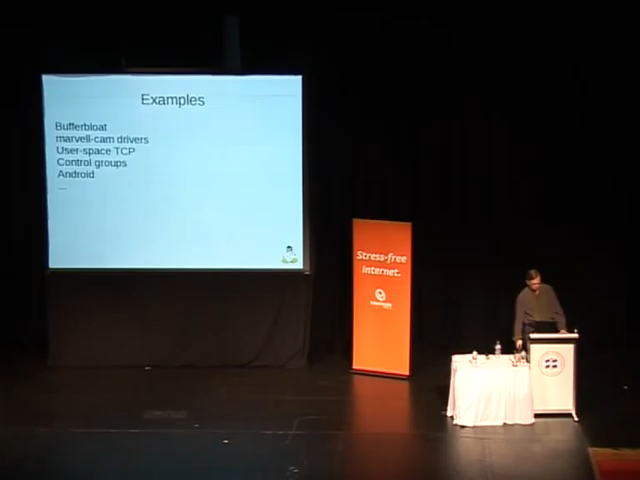 Examples
Bufferbloat
marvell-cam drivers
User-space TCP
Control groups
Android
...
Stress-free
internet.